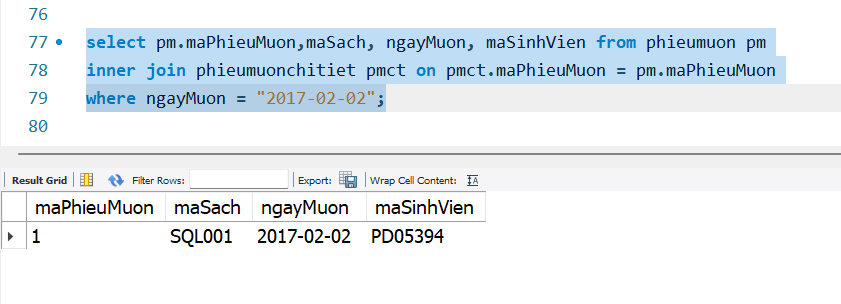 76
77 select pm.maPhieuMuon,maSach, ngayMuon, maSinhVien from phieumuon pm
78 inner join phieumuonchitiet pmct on pmct.maPhieuMuon = pm.maPhieuMuon
79 where ngayMuon = "2017-02-02";
80
Result Grid Filter Rows: Export: Wrap Cell Content: IA
maPhieuMuon maSach ngayMuon maSinhVien
1 SQL001 2017-02-02 PD05394